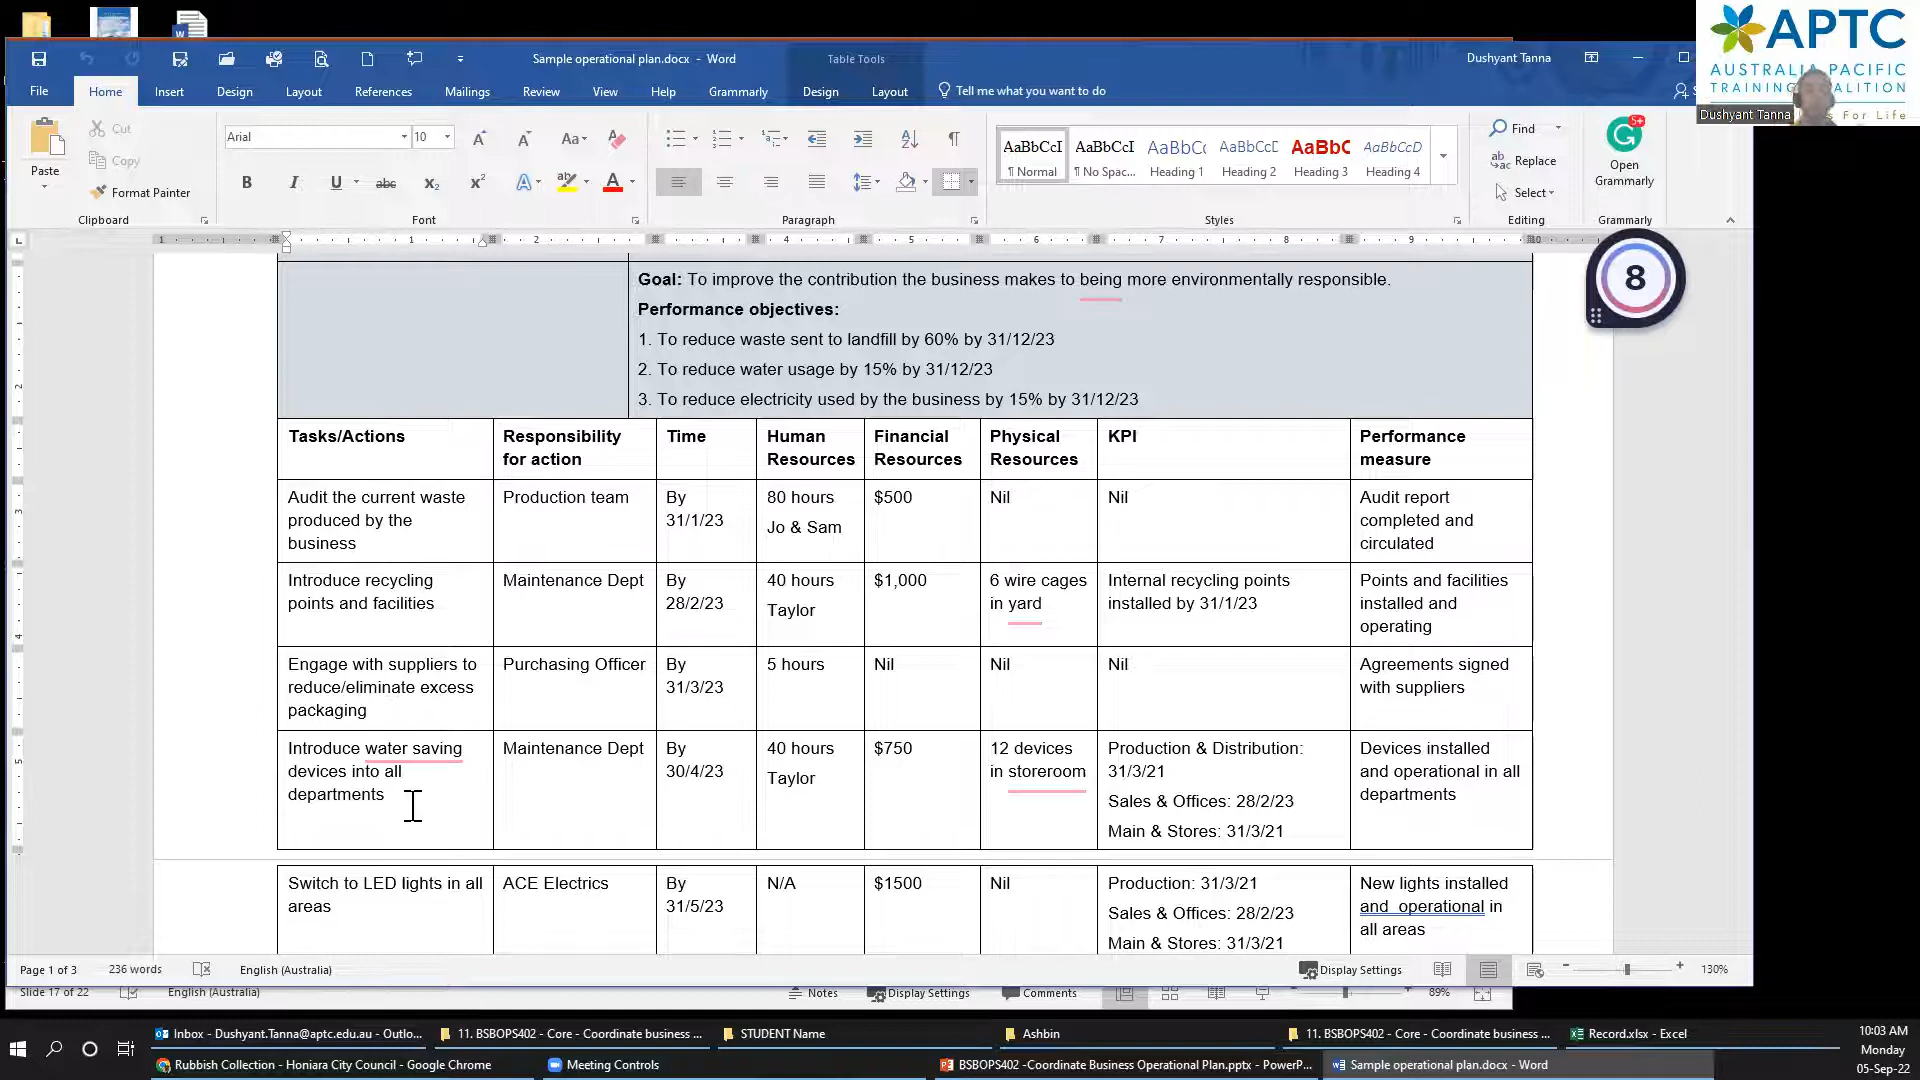 Sample operational plan.docx - Word
Table Tools
Dushyant Tanna
File
Home
Insert
Design
Layout
References
Mailings
Review
View
Help
Grammarly
Design
Layout
Tell me what you want to do
APTC
AUSTRALIA PACIFIC
TRAINING COALITION
Dushyant Tanna
For Life
Paste
Cut
Copy
Format Painter
Clipboard
Arial
10
Font
Paragraph
AaBbCcI
¶ Normal
AaBbCcI
¶ No Spac...
AaBbCc
Heading 1
AaBbCcD
Heading 2
AaBbC
Heading 3
AaBbCcD
Heading 4
Styles
Find
Replace
Select
Editing
5+
Open
Grammarly
Grammarly
8
Goal: To improve the contribution the business makes to being more environmentally responsible.
Performance objectives:
1. To reduce waste sent to landfill by 60% by 31/12/23
2. To reduce water usage by 15% by 31/12/23
3. To reduce electricity used by the business by 15% by 31/12/23
Tasks/Actions
Responsibility
for action
Time
Human
Resources
Financial
Resources
Physical
Resources
KPI
Performance
measure
Audit the current waste
produced by the
business
Production team
By
31/1/23
80 hours
Jo & Sam
$500
Nil
Nil
Audit report
completed and
circulated
Introduce recycling
points and facilities
Maintenance Dept
By
28/2/23
40 hours
Taylor
$1,000
6 wire cages
in yard
Internal recycling points
installed by 31/1/23
Points and facilities
installed and
operating
Engage with suppliers to
reduce/eliminate excess
packaging
Purchasing Officer
By
31/3/23
5 hours
Nil
Nil
Nil
Agreements signed
with suppliers
Introduce water saving
devices into all
departments
Maintenance Dept
By
30/4/23
40 hours
Taylor
$750
12 devices
in storeroom
Production & Distribution:
31/3/21
Sales & Offices: 28/2/23
Main & Stores: 31/3/21
Devices installed
and operational in all
departments
Switch to LED lights in all
areas
ACE Electrics
By
31/5/23
N/A
$1500
Nil
Production: 31/3/21
Sales & Offices: 28/2/23
Main & Stores: 31/3/21
New lights installed
and operational in
all areas
Page 1 of 3
236 words
English (Australia)
Display Settings
130%
Slide 17 of 22
English (Australia)
Notes
Display Settings
Comments
89%
Inbox - Dushyant.Tanna@aptc.edu.au - Outlo...
11. BSBOPS402 - Core - Coordinate business ...
STUDENT Name
Ashbin
11. BSBOPS402 - Core - Coordinate business ...
Record.xlsx - Excel
Rubbish Collection - Honiara City Council - Google Chrome
Meeting Controls
BSBOPS402 -Coordinate Business Operational Plan.pptx - PowerP...
Sample operational plan.docx - Word
10:03 AM
Monday
05-Sep-22